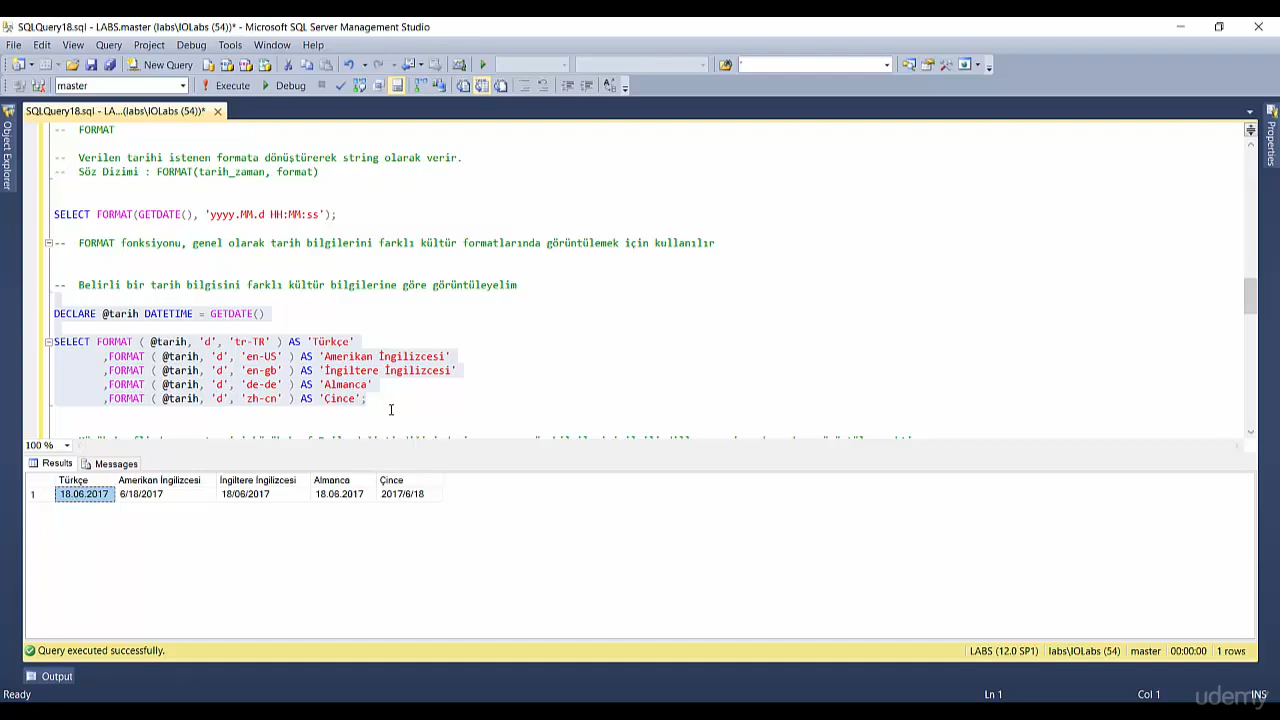 SQLQuery18.sql - LABS.master (labs\IOLabs (54))* - Microsoft SQL Server Management Studio
File Edit View Query Project Debug Tools Window Help
New Query
master Execute Debug
SQLQuery18.sql - LA...(labs\IOLabs (54))*
Object Explorer
Properties
-- FORMAT
-- Verilen tarihi istenen formata dönüştürerek string olarak verir.
-- Söz Dizimi : FORMAT(tarih_zaman, format)
SELECT FORMAT(GETDATE(), 'yyyy.MM.d HH:MM:ss');
-- FORMAT fonksiyonu, genel olarak tarih bilgilerini farklı kültür formatlarında görüntülemek için kullanılır
-- Belirli bir tarih bilgisini farklı kültür bilgilerine göre görüntüleyelim
DECLARE @tarih DATETIME = GETDATE()
SELECT FORMAT ( @tarih, 'd', 'tr-TR' ) AS 'Türkçe'
,FORMAT ( @tarih, 'd', 'en-US' ) AS 'Amerikan İngilizcesi'
,FORMAT ( @tarih, 'd', 'en-gb' ) AS 'İngiltere İngilizcesi'
,FORMAT ( @tarih, 'd', 'de-de' ) AS 'Almanca'
,FORMAT ( @tarih, 'd', 'zh-cn' ) AS 'Çince';
100 %
Results Messages
Türkçe Amerikan İngilizcesi İngiltere İngilizcesi Almanca Çince
1 18.06.2017 6/18/2017 18/06/2017 18.06.2017 2017/6/18
Query executed successfully. LABS (12.0 SP1) labs\IOLabs (54) master 00:00:00 1 rows
Output
Ready Ln 1 Col 1 INS
udemy